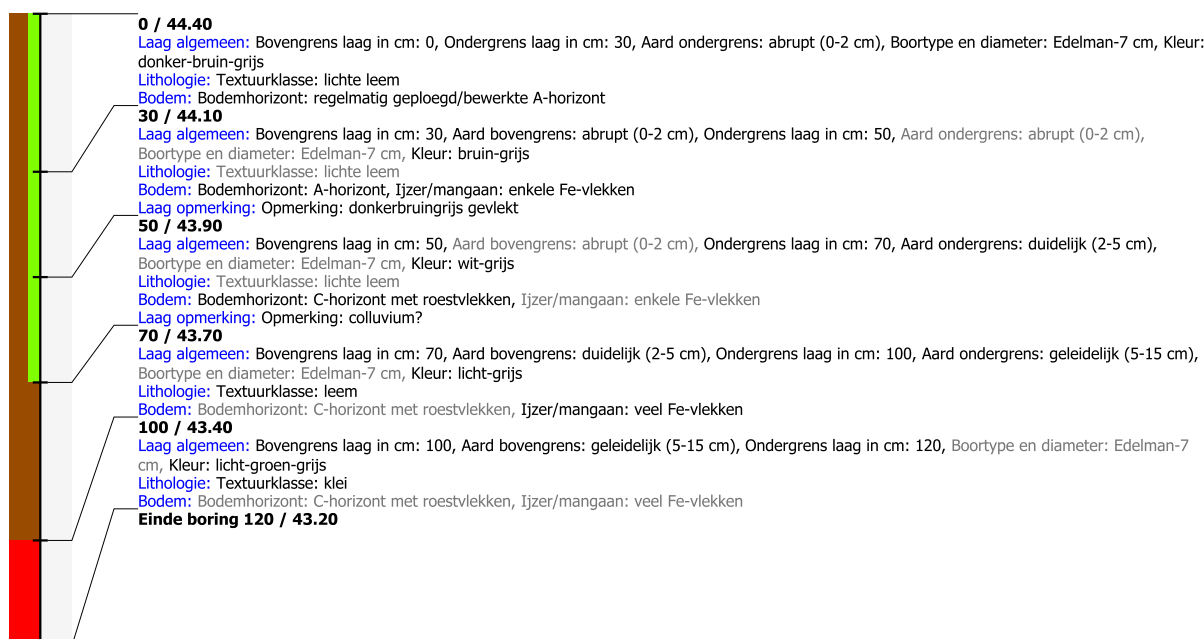 0 / 44.40
Laag algemeen: Bovengrens laag in cm: 0, Ondergrens laag in cm: 30, Aard ondergrens: abrupt (0-2 cm), Boortype en diameter: Edelman-7 cm, Kleur:
donker-bruin-grijs
Lithologie: Textuurklasse: lichte leem
Bodem: Bodemhorizont: regelmatig geploegd/bewerkte A-horizont
30 / 44.10
Laag algemeen: Bovengrens laag in cm: 30, Aard bovengrens: abrupt (0-2 cm), Ondergrens laag in cm: 50, Aard ondergrens: abrupt (0-2 cm),
Boortype en diameter: Edelman-7 cm, Kleur: bruin-grijs
Lithologie: Textuurklasse: lichte leem
Bodem: Bodemhorizont: A-horizont, Ijzer/mangaan: enkele Fe-vlekken
Laag opmerking: Opmerking: donkerbruingrijs gevlekt
50 / 43.90
Laag algemeen: Bovengrens laag in cm: 50, Aard bovengrens: abrupt (0-2 cm), Ondergrens laag in cm: 70, Aard ondergrens: duidelijk (2-5 cm),
Boortype en diameter: Edelman-7 cm, Kleur: wit-grijs
Lithologie: Textuurklasse: lichte leem
Bodem: Bodemhorizont: C-horizont met roestvlekken, Ijzer/mangaan: enkele Fe-vlekken
Laag opmerking: Opmerking: colluvium?
70 / 43.70
Laag algemeen: Bovengrens laag in cm: 70, Aard bovengrens: duidelijk (2-5 cm), Ondergrens laag in cm: 100, Aard ondergrens: geleidelijk (5-15 cm),
Boortype en diameter: Edelman-7 cm, Kleur: licht-grijs
Lithologie: Textuurklasse: leem
Bodem: Bodemhorizont: C-horizont met roestvlekken, Ijzer/mangaan: veel Fe-vlekken
100 / 43.40
Laag algemeen: Bovengrens laag in cm: 100, Aard bovengrens: geleidelijk (5-15 cm), Ondergrens laag in cm: 120, Boortype en diameter: Edelman-7
cm, Kleur: licht-groen-grijs
Lithologie: Textuurklasse: klei
Bodem: Bodemhorizont: C-horizont met roestvlekken, Ijzer/mangaan: veel Fe-vlekken
Einde boring 120 / 43.20